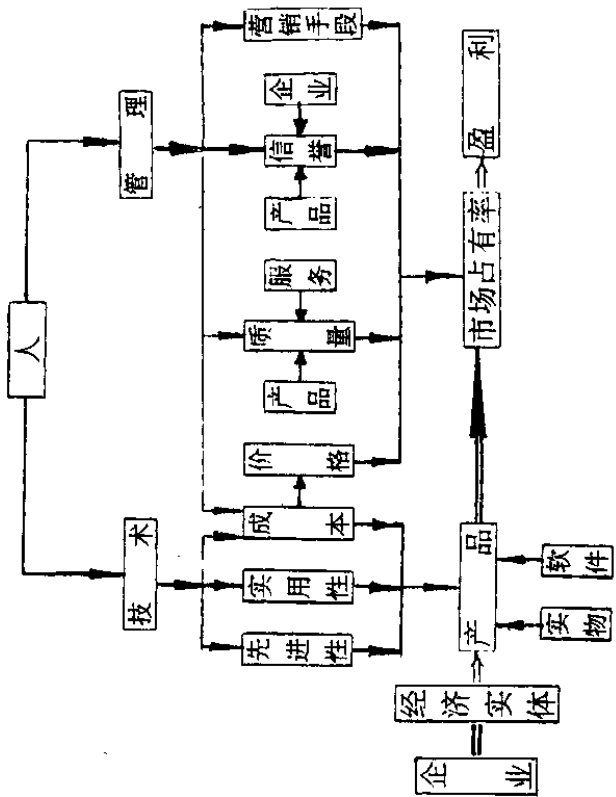 人
技 术
管 理
先进性
实用性
成 本
价 格
产品
质 量
服务
产品
信誉
企业
营销手段
企 业
经济实体
产 品
实物
软件
市场占有率
盈 利